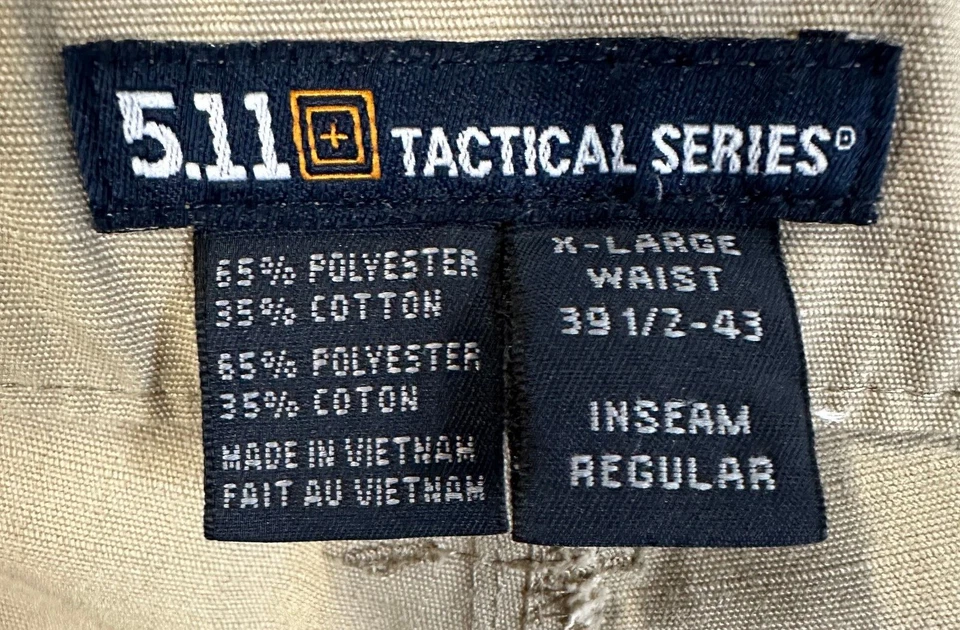 5.11 TACTICAL SERIES®
65% POLYESTER
35% COTTON
65% POLYESTER
35% COTON
MADE IN VIETNAM
FAIT AU VIETNAM
X-LARGE
WAIST
39 1/2-43
INSEAM
REGULAR